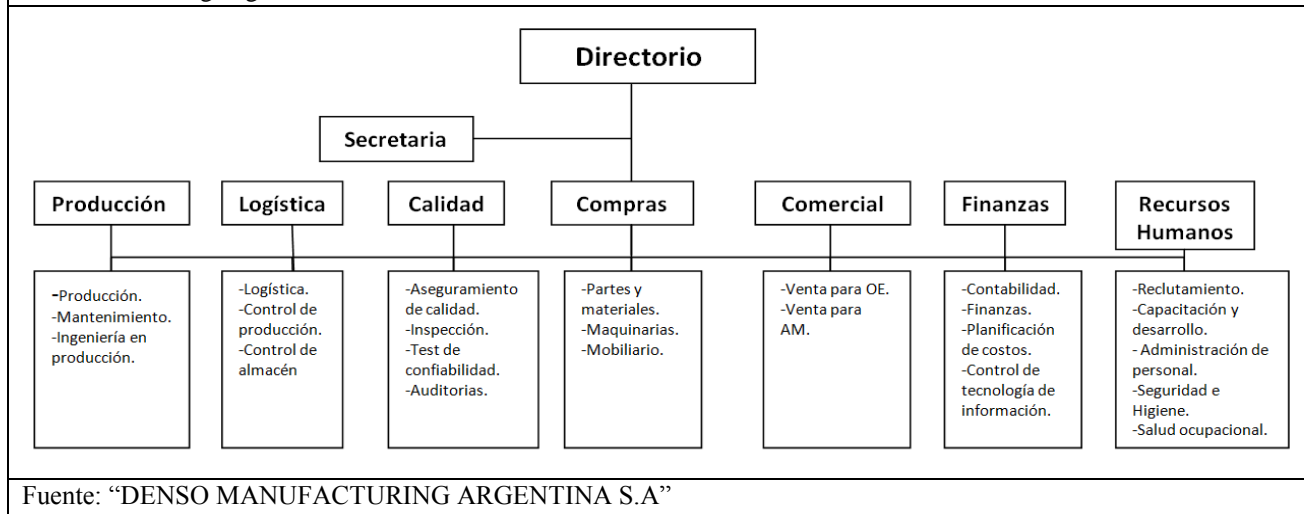 Directorio
Secretaria
Producción
Logística
Calidad
Compras
Comercial
Finanzas
Recursos
Humanos
-Producción.
-Mantenimiento.
-Ingeniería en
producción.
-Logística.
-Control de
producción.
-Control de
almacén
-Aseguramiento
de calidad.
-Inspección.
-Test de
confiabilidad.
-Auditorias.
-Partes y
materiales.
-Maquinarias.
-Mobiliario.
-Venta para OE.
-Venta para
AM.
-Contabilidad.
-Finanzas.
-Planificación
de costos.
-Control de
tecnología de
información.
-Reclutamiento.
-Capacitación y
desarrollo.
- Administración de
personal.
-Seguridad e
Higiene.
-Salud ocupacional.
Fuente: “DENSO MANUFACTURING ARGENTINA S.A”